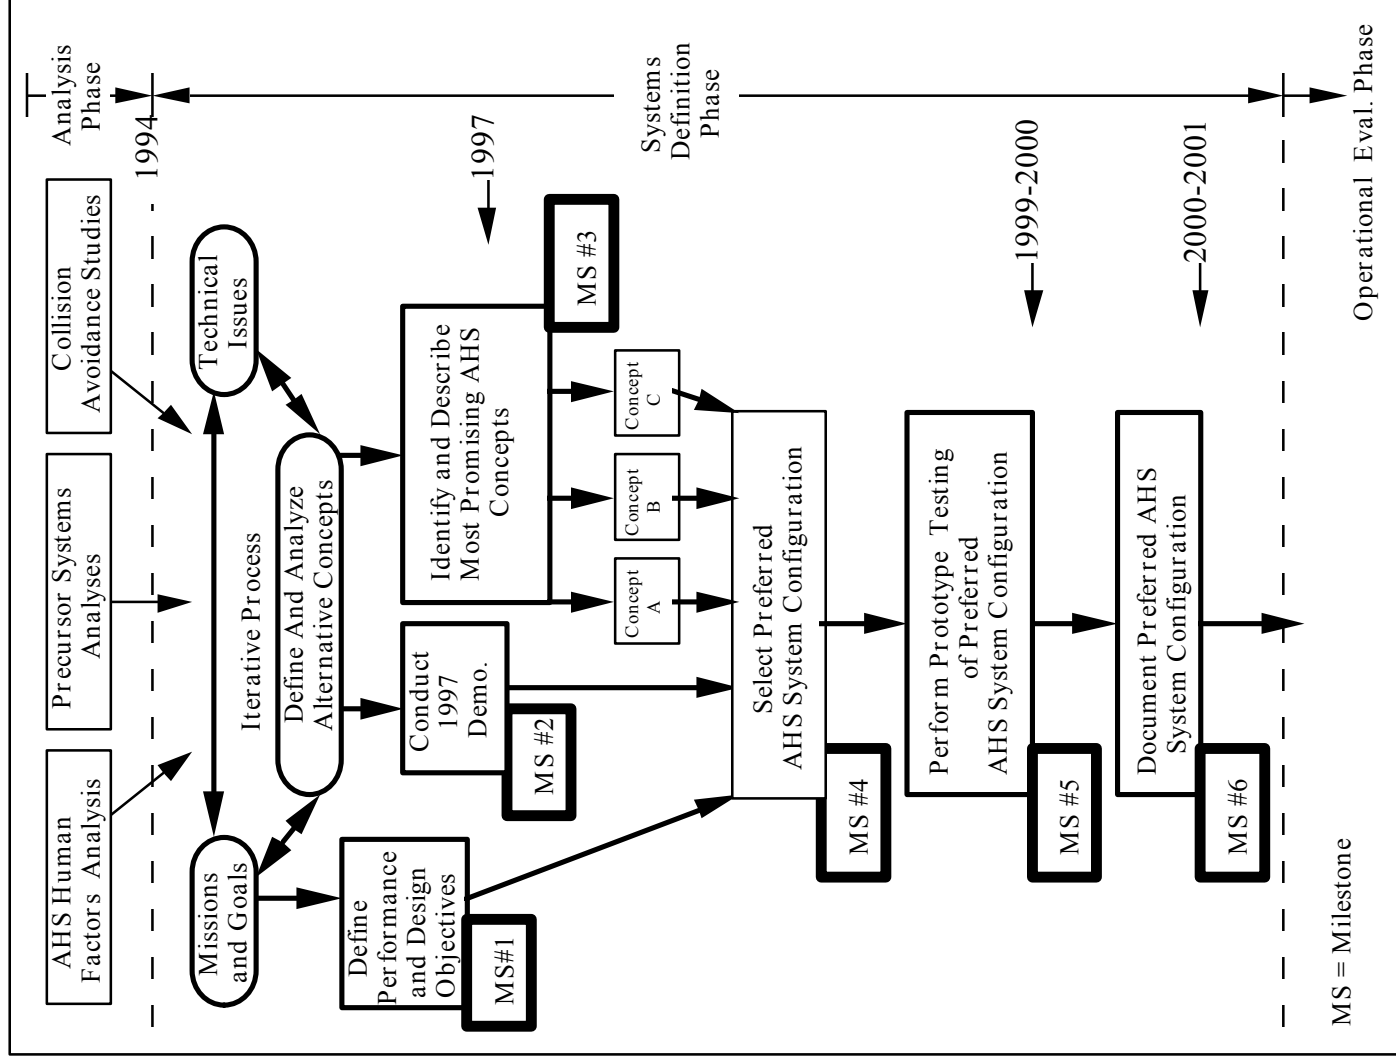 AHS Human
Factors Analysis
Precursor Systems
Analyses
Collision
Avoidance Studies
Analysis
Phase
1994
Missions
and Goals
Iterative Process
Define And Analyze
Alternative Concepts
Technical
Issues
Define
Performance
and Design
Objectives
MS#1
Conduct
1997
Demo.
MS #2
Identify and Describe
Most Promising AHS
Concepts
MS #3
1997
Concept
A
Concept
B
Concept
C
Systems
Definition
Phase
Select Preferred
AHS System Configuration
MS #4
Perform Prototype Testing
of Preferred
AHS System Configuration
MS #5
1999-2000
Document Preferred AHS
System Configuration
MS #6
2000-2001
MS = Milestone
Operational Eval. Phase